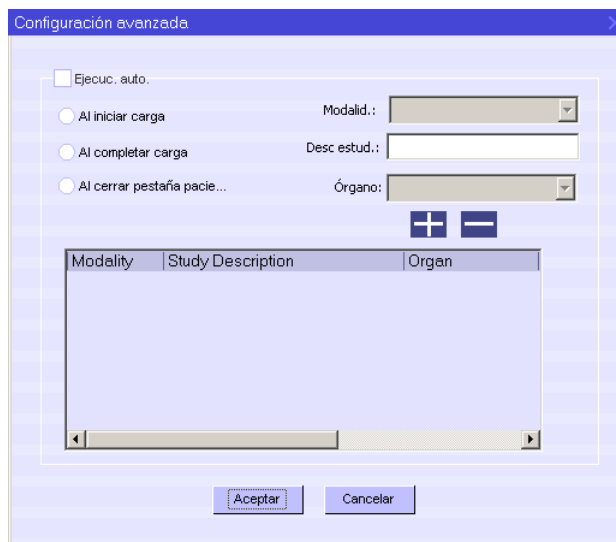 Configuración avanzada
Ejecuc. auto.
Al iniciar carga
Modalid.:
Al completar carga
Desc estud.:
Al cerrar pestaña pacie...
Órgano:
Modality Study Description Organ
Aceptar Cancelar